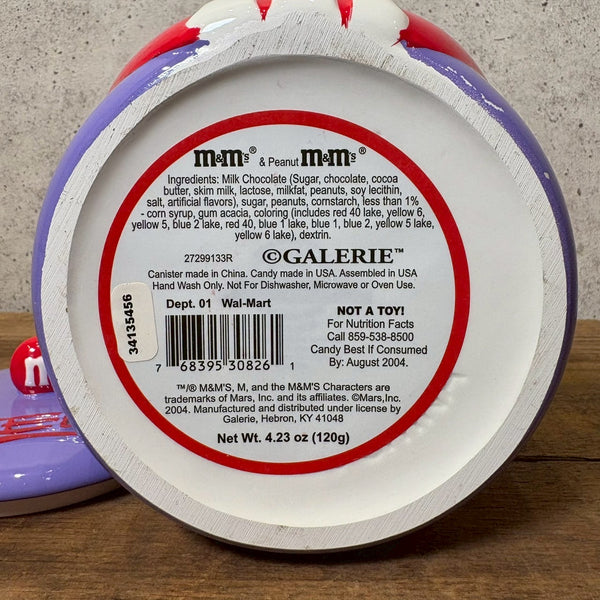 m&m's® & Peanut m&m's®
Ingredients: Milk Chocolate (Sugar, chocolate, cocoa
butter, skim milk, lactose, milkfat, peanuts, soy lecithin,
salt, artificial flavors), sugar, peanuts, cornstarch, less than 1%
- corn syrup, gum acacia, coloring (includes red 40 lake, yellow 6,
yellow 5, blue 2 lake, red 40, blue 1 lake, blue 1, blue 2, yellow 5 lake,
yellow 6 lake), dextrin.
27299133R ©GALERIE™
Canister made in China. Candy made in USA. Assembled in USA
Hand Wash Only. Not For Dishwasher, Microwave or Oven Use.
Dept. 01 Wal-Mart
34135456
7 68395 30826 1
NOT A TOY!
For Nutrition Facts
Call 859-538-8500
Candy Best If Consumed
By: August 2004.
™/® M&M'S, M, and the M&M'S Characters are
trademarks of Mars, Inc. and its affiliates. ©Mars,Inc.
2004. Manufactured and distributed under license by
Galerie, Hebron, KY 41048
Net Wt. 4.23 oz (120g)
m